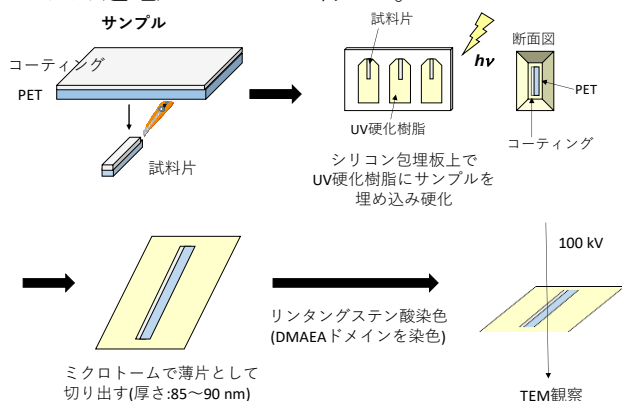 サンプル
コーティング
PET
試料片
試料片
hν
UV硬化樹脂
シリコン包埋板上で
UV硬化樹脂にサンプルを
埋め込み硬化
断面図
PET
コーティング
ミクロトームで薄片として
切り出す(厚さ:85～90 nm)
リンタングステン酸染色
(DMAEAドメインを染色)
100 kV
TEM観察